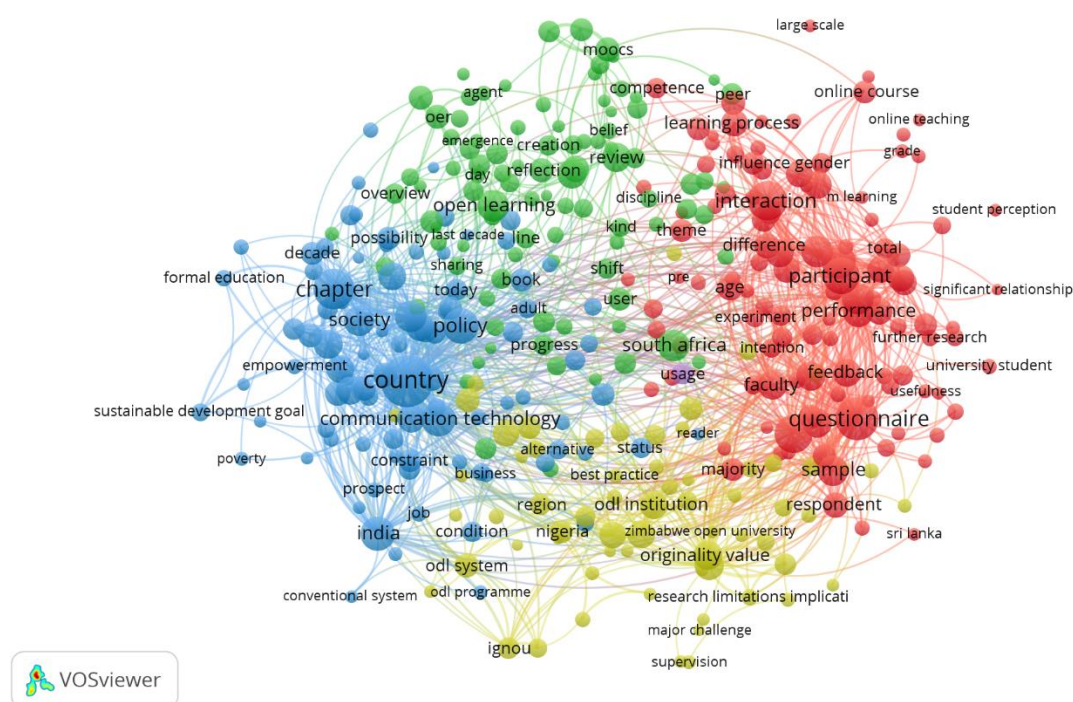 large scale
moocs
competence
peer
online course
agent
oer
learning process
online teaching
emergence
creation
belief
review
grade
day
reflection
influence gender
overview
discipline
interaction
m learning
open learning
student perception
possibility
last decade
line
kind
theme
difference
total
decade
sharing
shift
pre
participant
formal education
chapter
today
book
user
age
significant relationship
society
policy
adult
experiment
performance
progress
south africa
intention
further research
empowerment
country
usage
faculty
feedback
university student
usefulness
sustainable development goal
communication technology
questionnaire
reader
poverty
constraint
alternative
status
business
best practice
majority
sample
prospect
job
region
odl institution
respondent
india
condition
nigeria
zimbabwe open university
sri lanka
originality value
odl system
conventional system
odl programme
research limitations implicati
major challenge
ignou
supervision
VOSviewer